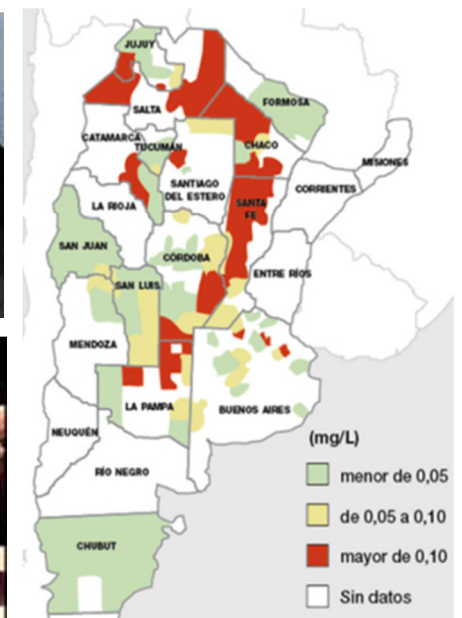 JUJUY
FORMOSA
SALTA
CATAMARCA
TUCUMÁN
CHACO
MISIONES
SANTIAGO
DEL ESTERO
CORRIENTES
LA RIOJA
SANTA
FE
SAN JUAN
CÓRDOBA
ENTRE RÍOS
SAN LUIS
MENDOZA
LA PAMPA
BUENOS AIRES
NEUQUÉN
(mg/L)
RÍO NEGRO
menor de 0,05
de 0,05 a 0,10
CHUBUT
mayor de 0,10
Sin datos